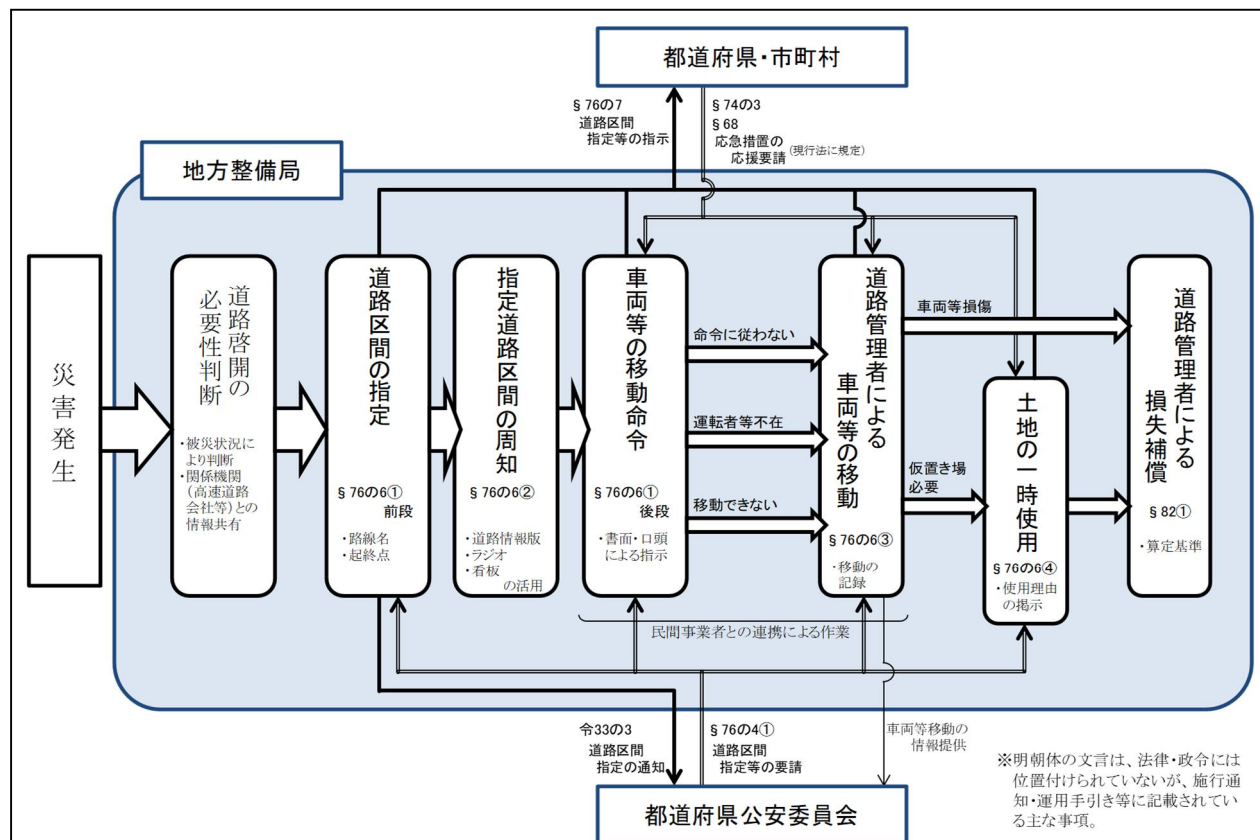 都道府県・市町村
§76の7
道路区間
指定等の指示
§74の3
§68
応急措置の
応援要請(現行法に規定)
地方整備局
災害発生
道路啓開の
必要性判断
・被災状況に
より判断
・関係機関
(高速道路
会社等)との
情報共有
道路区間の指定
§76の6①
前段
・路線名
・起終点
指定道路区間の周知
§76の6②
・道路情報版
・ラジオ
・看板
の活用
車両等の移動命令
§76の6①
後段
・書面・口頭
による指示
命令に従わない
運転者等不在
移動できない
道路管理者による
車両等の移動
§76の6③
・移動の
記録
車両等損傷
仮置き場
必要
土地の一時使用
§76の6④
・使用理由
の掲示
道路管理者による
損失補償
§82①
・算定基準
民間事業者との連携による作業
令33の3
道路区間
指定の通知
§76の4①
道路区間
指定等の要請
車両等移動の
情報提供
都道府県公安委員会
※明朝体の文言は、法律・政令には
位置付けられていないが、施行通
知・運用手引き等に記載されてい
る主な事項。